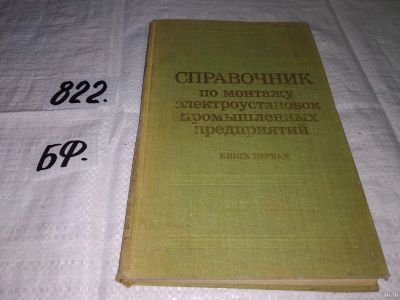 822.
БФ.
СПРАВОЧНИК
по монтажу
электроустановок
промышленных
предприятий
КНИГА ПЕРВАЯ